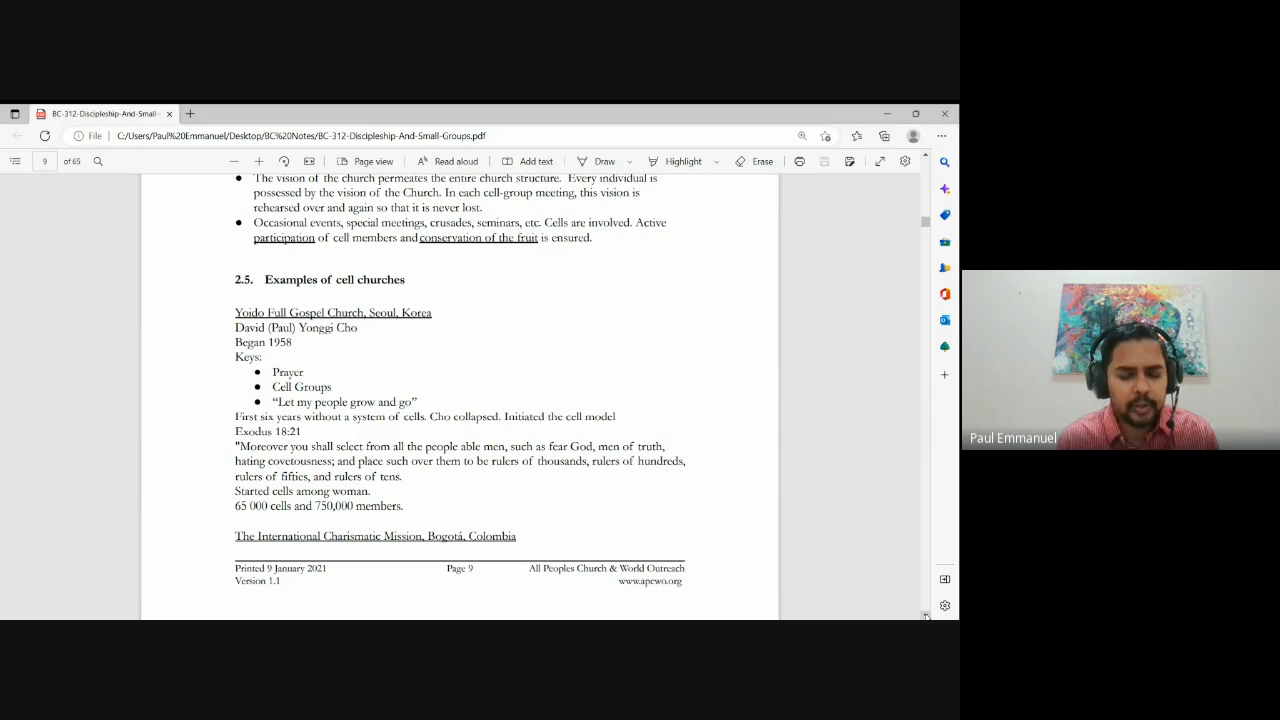 BC-312-Discipleship-And-Small-
File
C:/Users/Paul%20Emmanuel/Desktop/BC%20Notes/BC-312-Discipleship-And-Small-Groups.pdf
9 of 65
Page view
Read aloud
Add text
Draw
Highlight
Erase
The vision of the church permeates the entire church structure. Every individual is
possessed by the vision of the Church. In each cell-group meeting, this vision is
rehearsed over and again so that it is never lost.
Occasional events, special meetings, crusades, seminars, etc. Cells are involved. Active
participation of cell members and conservation of the fruit is ensured.
2.5. Examples of cell churches
Yoido Full Gospel Church, Seoul, Korea
David (Paul) Yonggi Cho
Began 1958
Keys:
● Prayer
● Cell Groups
● “Let my people grow and go”
First six years without a system of cells. Cho collapsed. Initiated the cell model
Exodus 18:21
"Moreover you shall select from all the people able men, such as fear God, men of truth,
hating covetousness; and place such over them to be rulers of thousands, rulers of hundreds,
rulers of fifties, and rulers of tens.
Started cells among woman.
65 000 cells and 750,000 members.
The International Charismatic Mission, Bogotá, Colombia
Printed 9 January 2021 Page 9 All Peoples Church & World Outreach
Version 1.1 www.apcwo.org
Paul Emmanuel